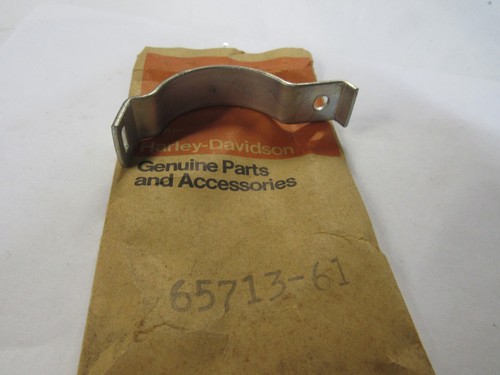 Harley-Davidson
Genuine Parts
and Accessories
65713-61